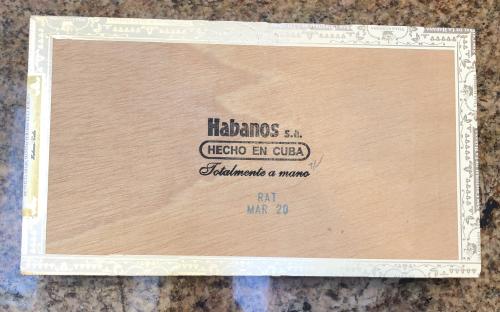 Habanos s.a.
HECHO EN CUBA
Totalmente a mano
RAT
MAR 20